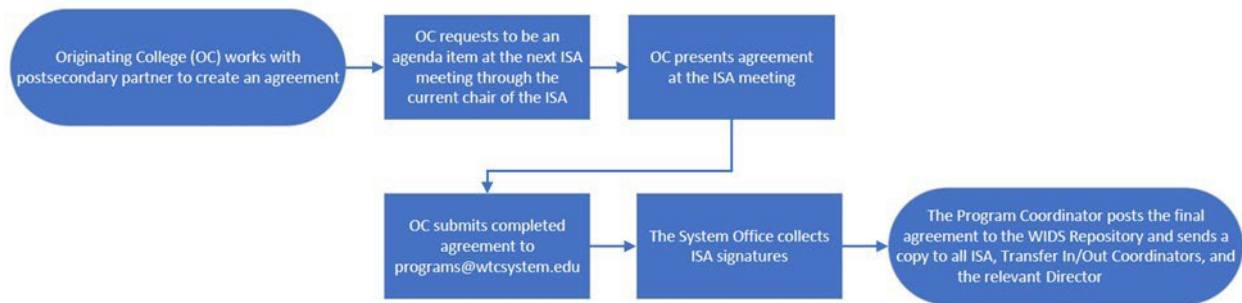 Originating College (OC) works with
postsecondary partner to create an agreement
OC requests to be an
agenda item at the next ISA
meeting through the
current chair of the ISA
OC presents agreement
at the ISA meeting
OC submits completed
agreement to
programs@wtcsystem.edu
The System Office collects
ISA signatures
The Program Coordinator posts the final
agreement to the WIDS Repository and sends a
copy to all ISA, Transfer In/Out Coordinators, and
the relevant Director